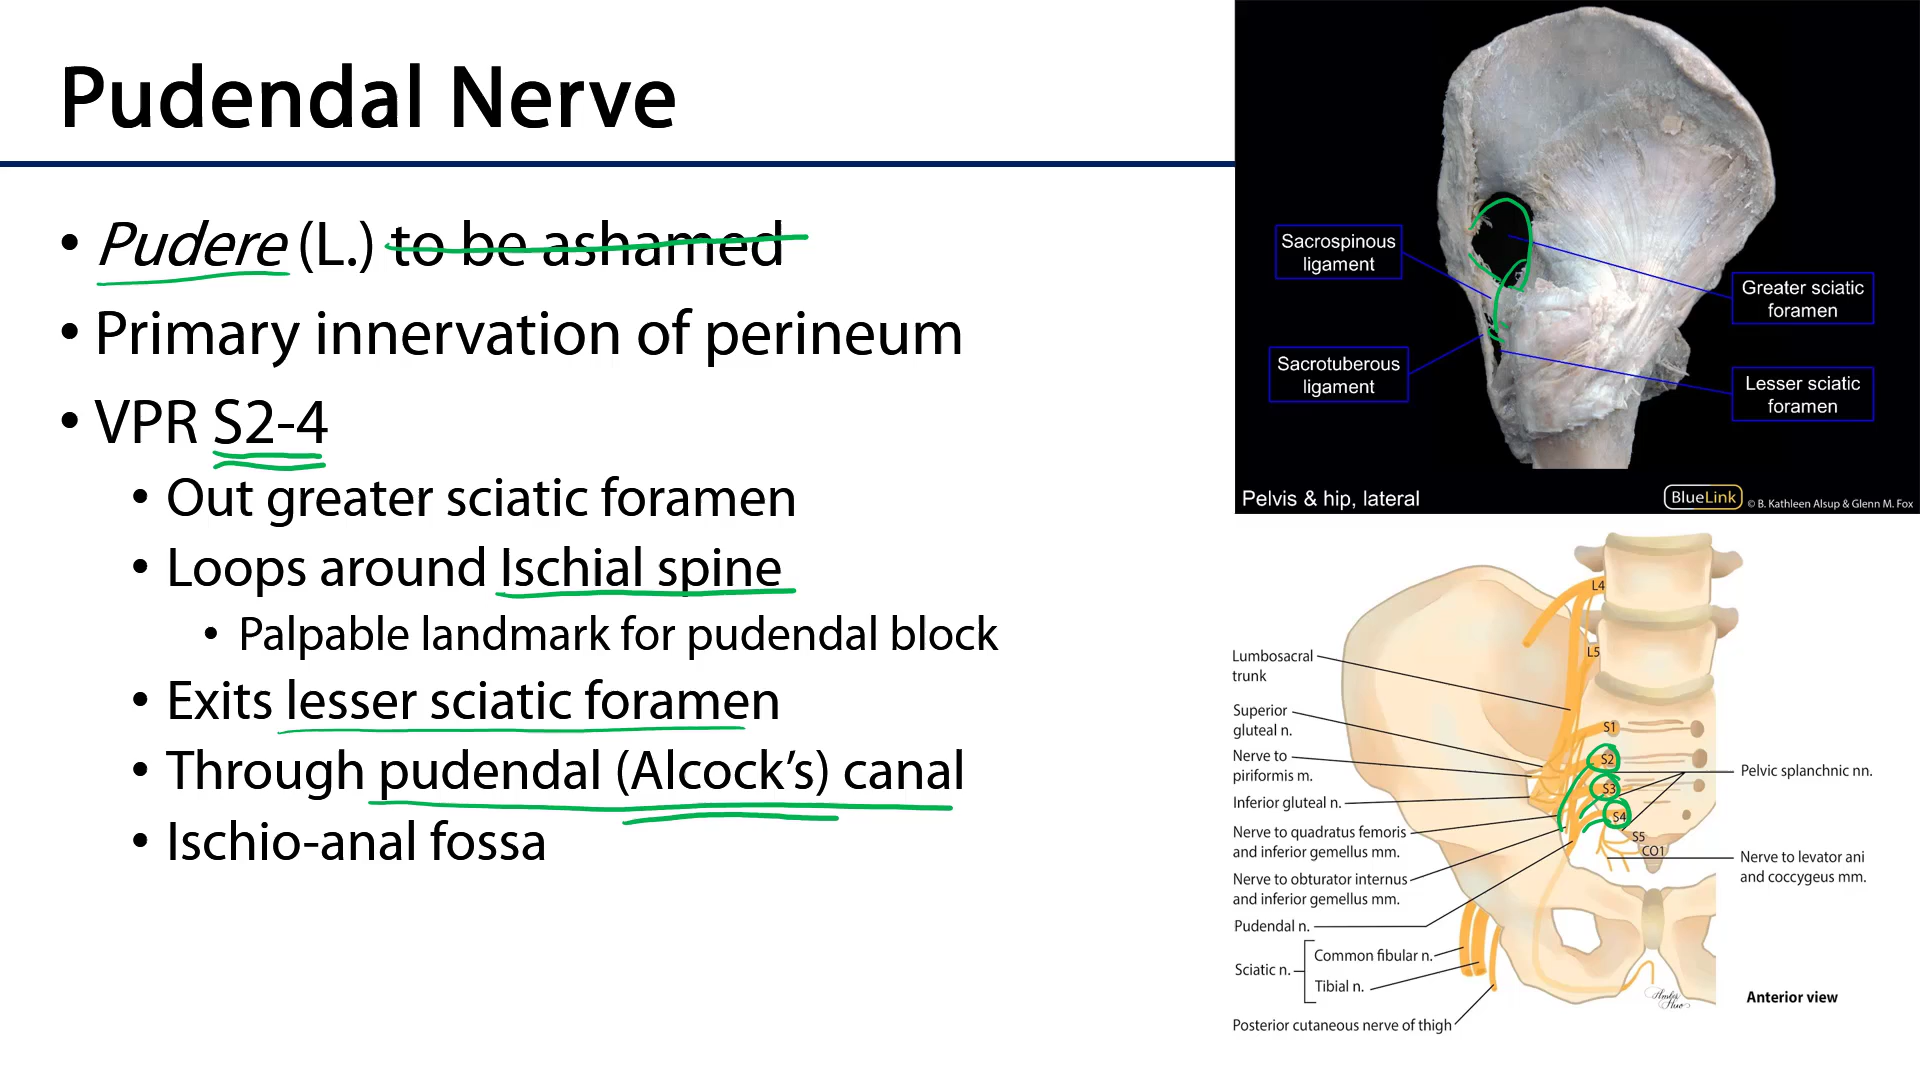 Pudendal Nerve
• Pudere (L.) to be ashamed
• Primary innervation of perineum
• VPR S2-4
• Out greater sciatic foramen
• Loops around Ischial spine
• Palpable landmark for pudendal block
• Exits lesser sciatic foramen
• Through pudendal (Alcock's) canal
• Ischio-anal fossa
Sacrospinous
ligament
Sacrotuberous
ligament
Greater sciatic
foramen
Lesser sciatic
foramen
Pelvis & hip, lateral
BlueLink
© B. Kathleen Alsup & Glenn M. Fox
L4
L5
S1
S2
S3
S4
S5
CO1
Lumbosacral
trunk
Superior
gluteal n.
Nerve to
piriformis m.
Inferior gluteal n.
Nerve to quadratus femoris
and inferior gemellus mm.
Nerve to obturator internus
and inferior gemellus mm.
Pudendal n.
Sciatic n.
Common fibular n.
Tibial n.
Posterior cutaneous nerve of thigh
Pelvic splanchnic nn.
Nerve to levator ani
and coccygeus mm.
Anterior view